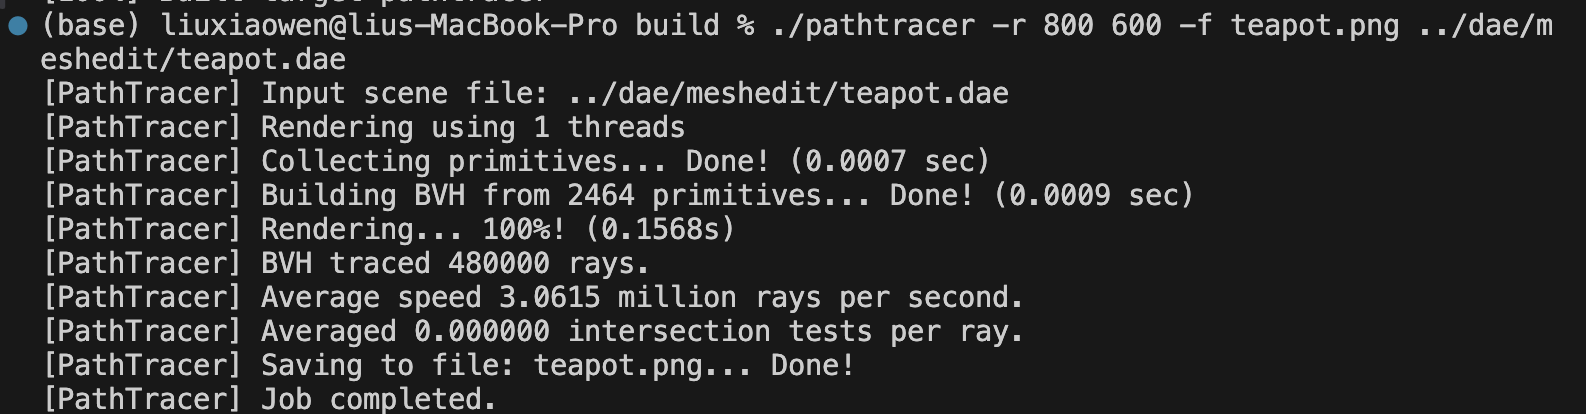 (base) liuxiaowen@lius-MacBook-Pro build % ./pathtracer -r 800 600 -f teapot.png ../dae/m
eshedit/teapot.dae
[PathTracer] Input scene file: ../dae/meshedit/teapot.dae
[PathTracer] Rendering using 1 threads
[PathTracer] Collecting primitives... Done! (0.0007 sec)
[PathTracer] Building BVH from 2464 primitives... Done! (0.0009 sec)
[PathTracer] Rendering... 100%! (0.1568s)
[PathTracer] BVH traced 480000 rays.
[PathTracer] Average speed 3.0615 million rays per second.
[PathTracer] Averaged 0.000000 intersection tests per ray.
[PathTracer] Saving to file: teapot.png... Done!
[PathTracer] Job completed.